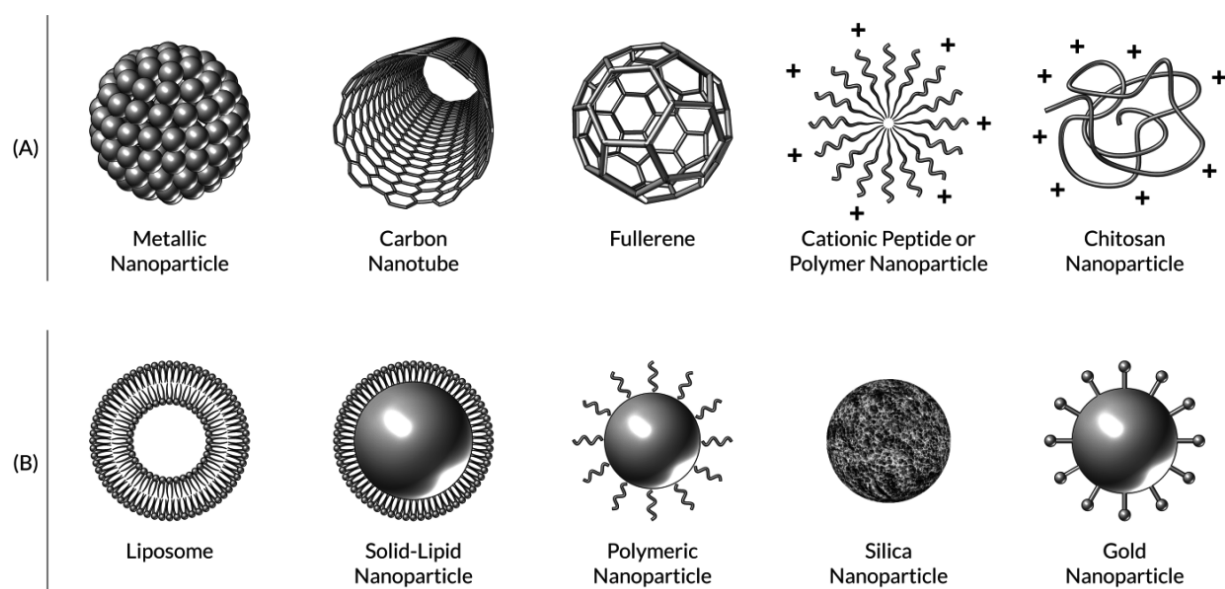 (A)
Metallic
Nanoparticle
Carbon
Nanotube
Fullerene
Cationic Peptide or
Polymer Nanoparticle
Chitosan
Nanoparticle
(B)
Liposome
Solid-Lipid
Nanoparticle
Polymeric
Nanoparticle
Silica
Nanoparticle
Gold
Nanoparticle